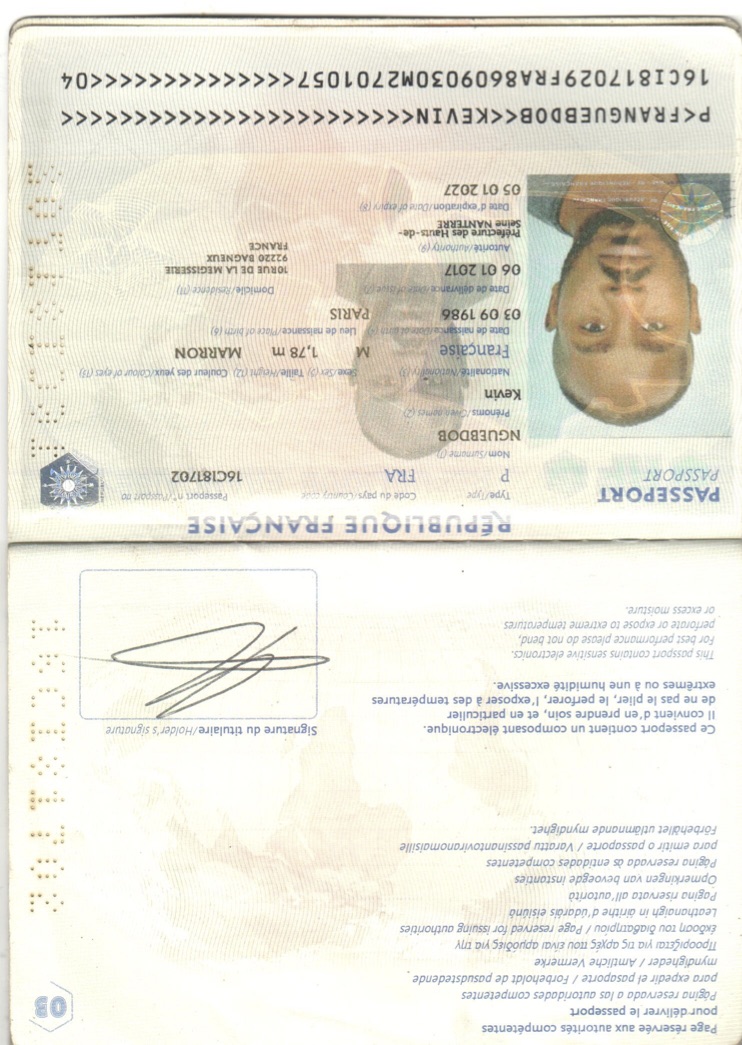 Page réservée aux autorités compétentes
pour délivrer le passeport
Página reservada a las autoridades competentes
para expedir el pasaporte / Forbeholdt de pasudstedende
myndigheder / Amtliche Vermerke
Προορίζεται για τις αρχές που είναι αρμόδιες για την
έκδοση του διαβατηρίου / Page reserved for issuing authorities
Leathanaigh in áirithe d'údarás eisiúna
Pagina riservata all'autorità
Opmerkingen van bevoegde instanties
Página reservada às entidades competentes
para emitir o passaporte / Varattu passinantoviranomaisille
Förbehållet utfärdande myndighet.
03
Ce passeport contient un composant électronique.
Il convient d'en prendre soin, et en particulier
de ne pas le plier, le perforer, l'exposer à des températures
extrêmes ou à une humidité excessive.
This passport contains sensitive electronics.
For best performance please do not bend,
perforate or expose to extreme temperatures
or excess moisture.
Signature du titulaire/Holder's signature
RÉPUBLIQUE FRANÇAISE
PASSEPORT
PASSPORT
Type/Type
Code du pays/Country code
Passeport n°/Passport no
P
FRA
16CI81702
Nom/Surname (1)
NGUEBDOB
Prénoms/Given names (2)
Kevin
Nationalité/Nationality (3)
Sexe/Sex (5) Taille/Height (12) Couleur des yeux/Colour of eyes (13)
Française
M
1,78 m
MARRON
Date de naissance/Date of birth (4)
Lieu de naissance/Place of birth (6)
03 09 1986
PARIS
Date de délivrance/Date of issue (7)
Domicile/Residence (11)
06 01 2017
10RUE DE LA MEGISSERIE
92220 BAGNEUX
FRANCE
Autorité/Authority (9)
Préfecture des Hauts-de-
Seine NANTERRE
Date d'expiration/Date of expiry (8)
05 01 2027
P<FRANGUEBDOB<<KEVIN<<<<<<<<<<<<<<<<<<<<<<<<
16CI817029FRA8609030M2701057<<<<<<<<<<<<<<04